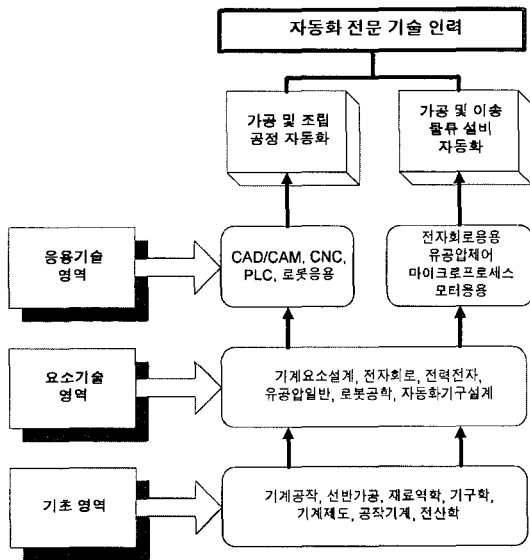 자동화 전문 기술 인력
가공 및 조립
공정 자동화
가공 및 이송
물류 설비
자동화
응용기술
영역
CAD/CAM, CNC,
PLC, 로봇응용
전자회로응용
유공압제어
마이크로프로세스
모터응용
요소기술
영역
기계요소설계, 전자회로, 전력전자,
유공압일반, 로봇공학, 자동화기구설계
기초 영역
기계공작, 선반가공, 재료역학, 기구학,
기계제도, 공작기계, 전산학